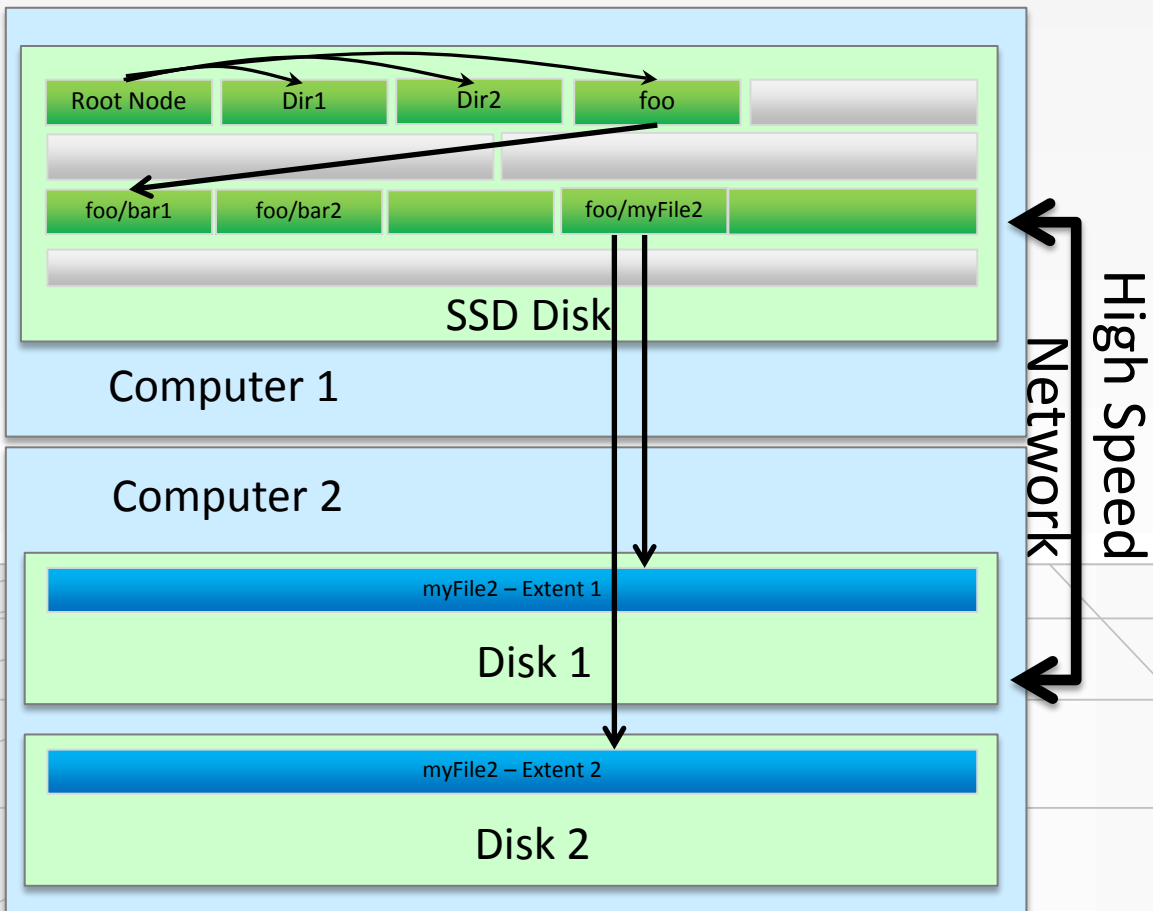 Root Node
Dir1
Dir2
foo
foo/bar1
foo/bar2
foo/myFile2
SSD Disk
Computer 1
High Speed
Network
Computer 2
myFile2 – Extent 1
Disk 1
myFile2 – Extent 2
Disk 2